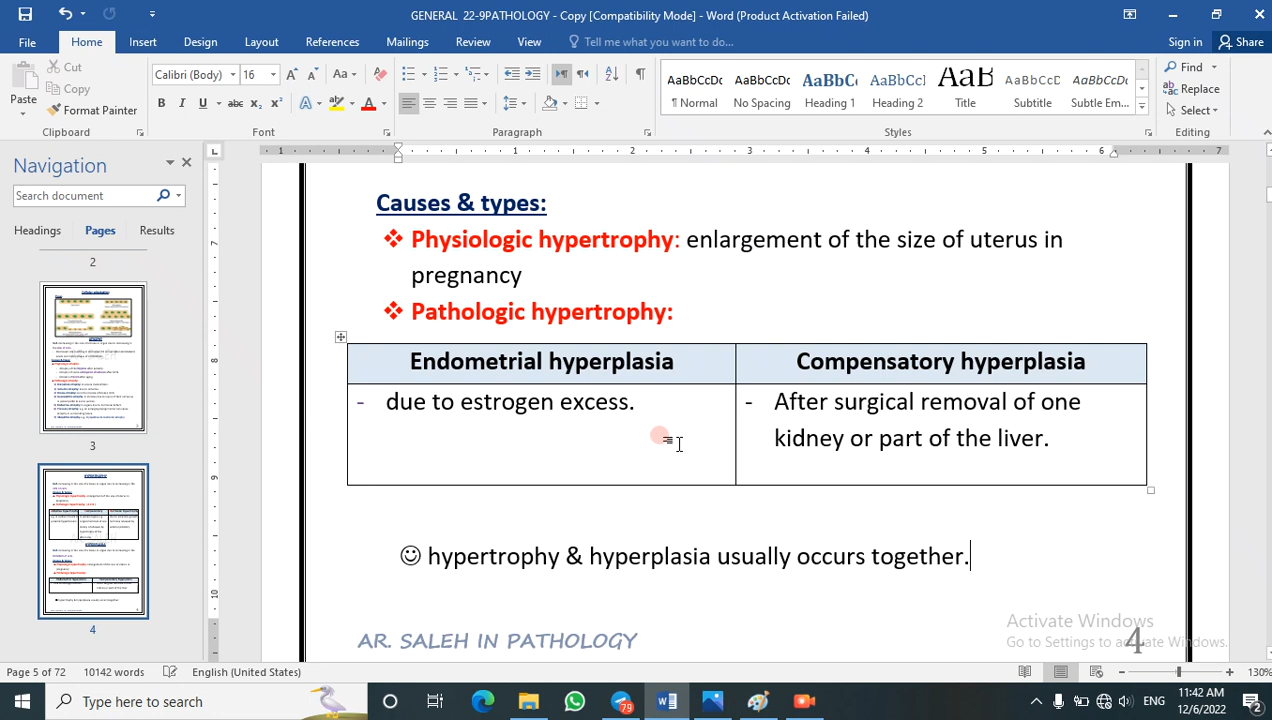 GENERAL 22-9PATHOLOGY - Copy [Compatibility Mode] - Word (Product Activation Failed)
File Home Insert Design Layout References Mailings Review View Tell me what you want to do... Sign in Share
Paste
Cut
Copy
Format Painter
Calibri (Body) 16
AaBbCcDc AaBbCcDc AaBbC AaBbCcD AaB AaBbCcD AaBbCcDt
¶ Normal No Spacing Heading 1 Heading 2 Title Subtitle Subtle Em...
Find
Replace
Select
Clipboard Font Paragraph Styles Editing
Navigation
Search document
Headings Pages Results
2
3
4
Causes & types:
❖ Physiologic hypertrophy: enlargement of the size of uterus in
pregnancy
❖ Pathologic hypertrophy:
Endometrial hyperplasia Compensatory hyperplasia
- due to estrogen excess. - After surgical removal of one
kidney or part of the liver.
☺ hypertrophy & hyperplasia usually occurs together.
AR. SALEH IN PATHOLOGY
4
Activate Windows
Go to Settings to activate Windows.
Page 5 of 72 10142 words English (United States) 130%
Type here to search
79
ENG
11:42 AM
12/6/2022
2